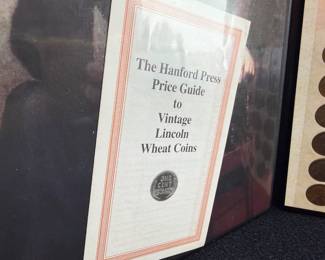 The Hanford Press
Price Guide
to
Vintage
Lincoln
Wheat Coins